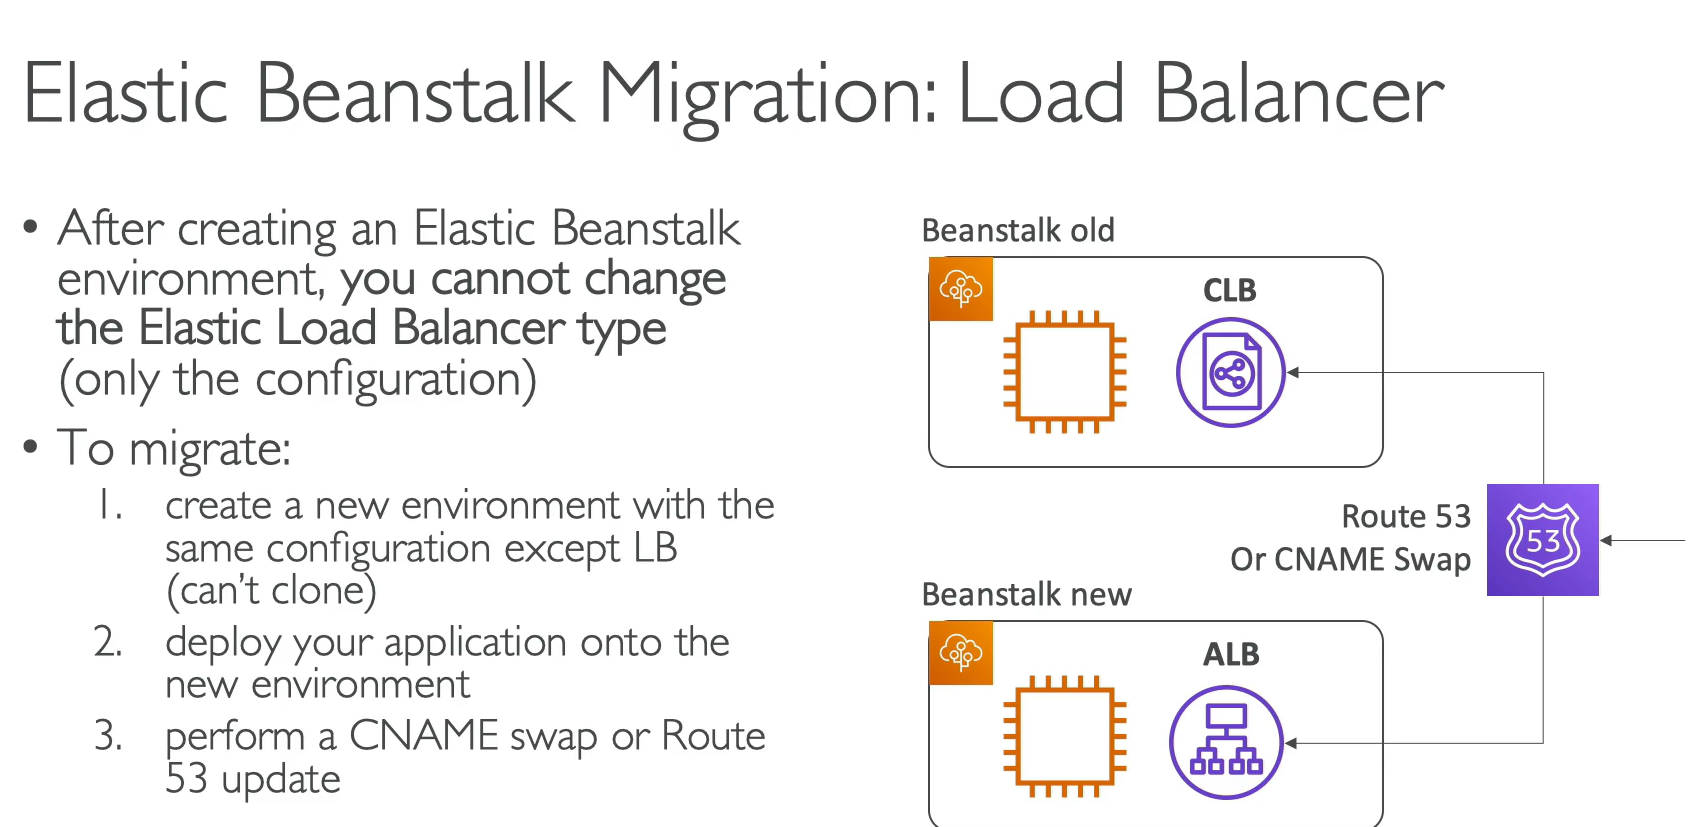 Elastic Beanstalk Migration: Load Balancer
• After creating an Elastic Beanstalk
environment, you cannot change
the Elastic Load Balancer type
(only the configuration)
• To migrate:
1. create a new environment with the
same configuration except LB
(can't clone)
2. deploy your application onto the
new environment
3. perform a CNAME swap or Route
53 update
Beanstalk old
CLB
Route 53
Or CNAME Swap
53
Beanstalk new
ALB